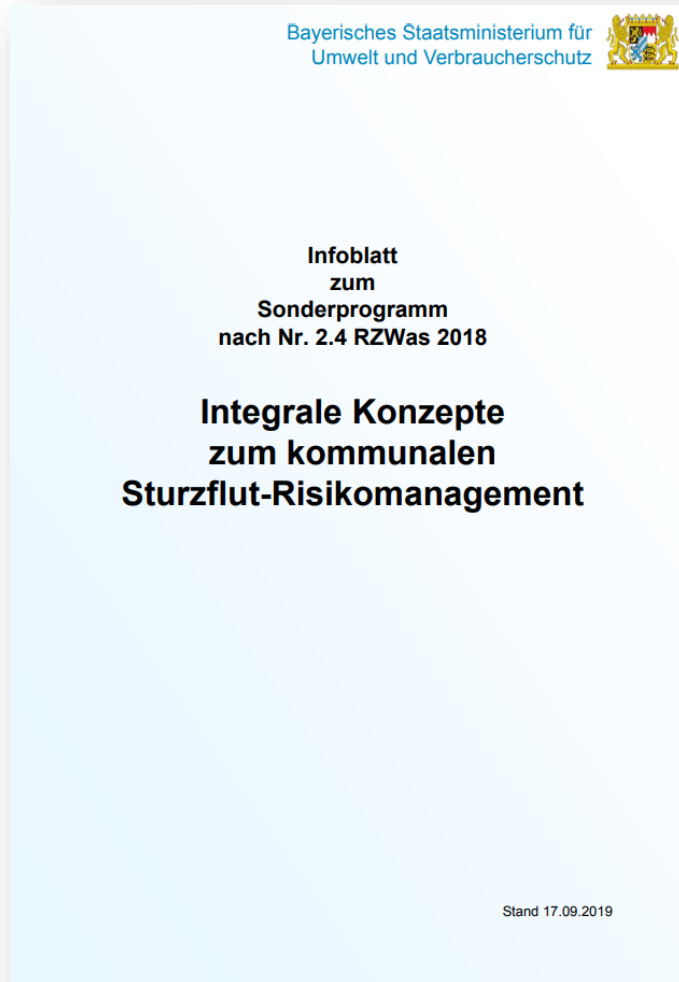 Bayerisches Staatsministerium für
Umwelt und Verbraucherschutz
Infoblatt
zum
Sonderprogramm
nach Nr. 2.4 RZWas 2018
Integrale Konzepte
zum kommunalen
Sturzflut-Risikomanagement
Stand 17.09.2019